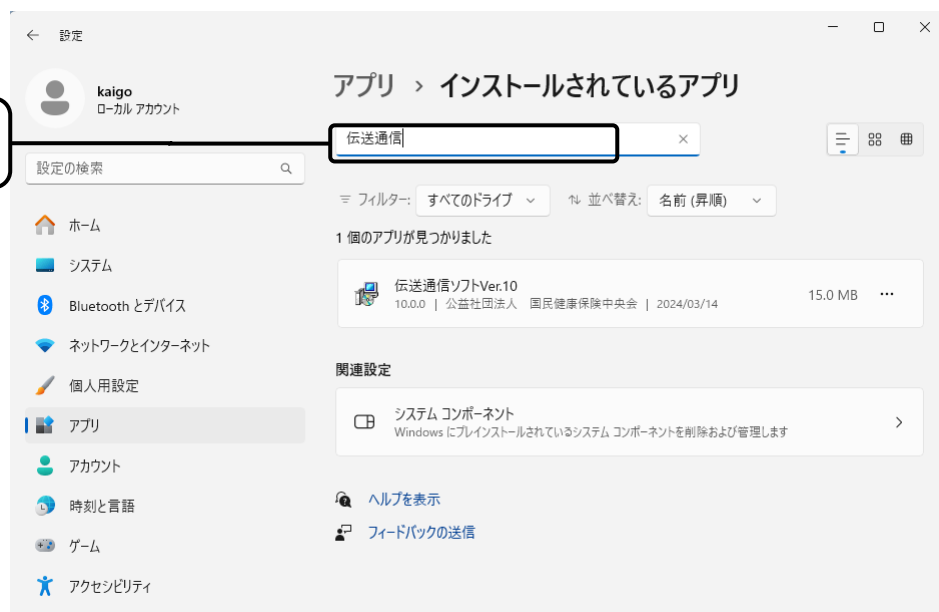 設定
kaigo
ローカル アカウント
設定の検索
ホーム
システム
Bluetooth とデバイス
ネットワークとインターネット
個人用設定
アプリ
アカウント
時刻と言語
ゲーム
アクセシビリティ
アプリ › インストールされているアプリ
伝送通信
フィルター: すべてのドライブ 並べ替え: 名前 (昇順)
1 個のアプリが見つかりました
伝送通信ソフトVer.10
10.0.0 | 公益社団法人 国民健康保険中央会 | 2024/03/14
15.0 MB
関連設定
システム コンポーネント
Windows にプレインストールされているシステム コンポーネントを削除および管理します
ヘルプを表示
フィードバックの送信